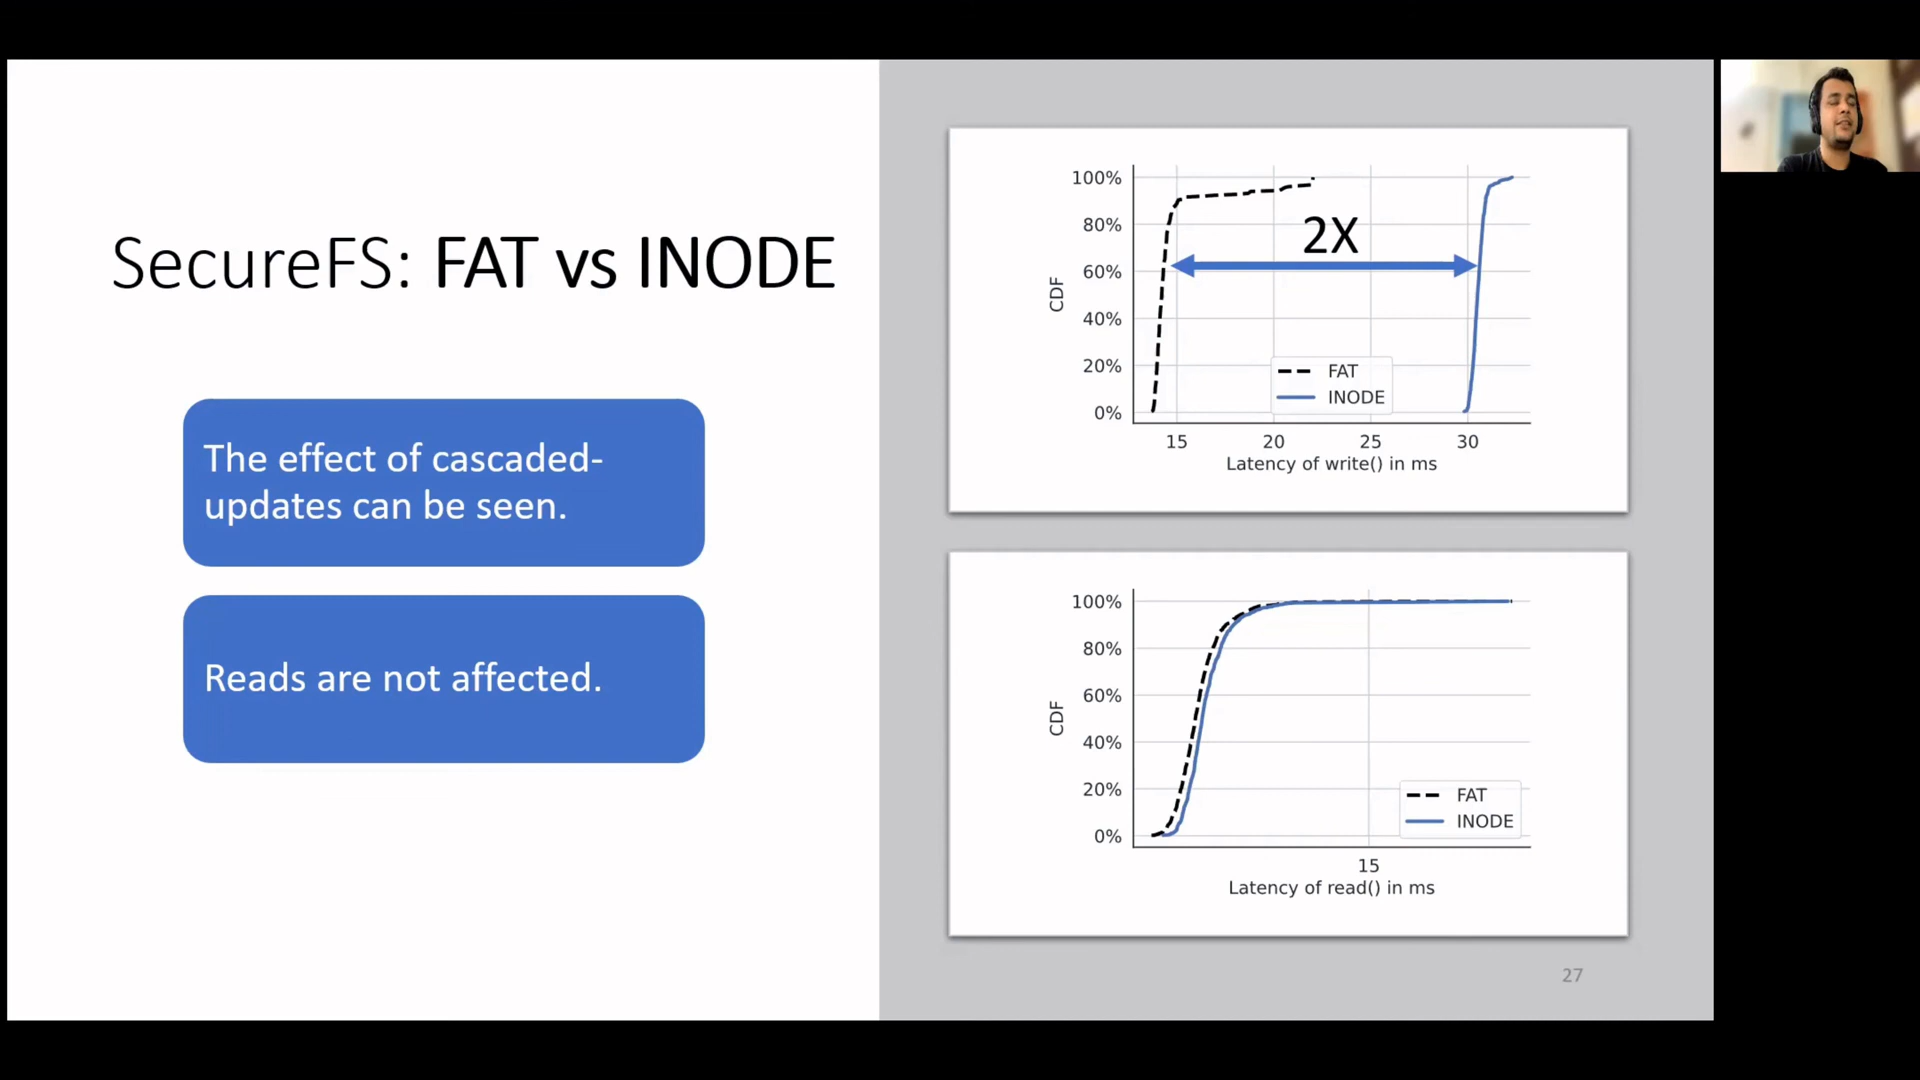 SecureFS: FAT vs INODE
The effect of cascaded-
updates can be seen.
Reads are not affected.
100%
80%
60%
40%
20%
0%
CDF
2X
FAT
INODE
15 20 25 30
Latency of write() in ms
100%
80%
60%
40%
20%
0%
CDF
FAT
INODE
15
Latency of read() in ms
27